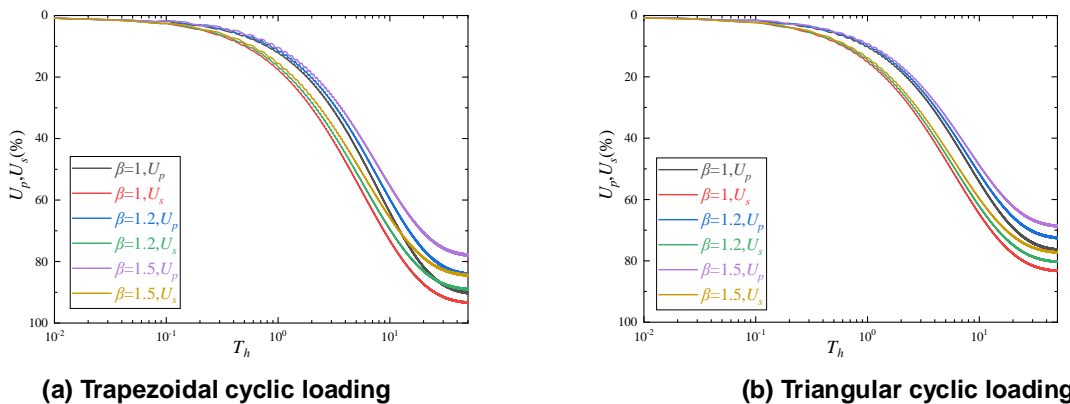 0
20
40
60
80
100
U_p,U_s(%)
β=1,U_p
β=1,U_s
β=1.2,U_p
β=1.2,U_s
β=1.5,U_p
β=1.5,U_s
10^-2
10^-1
10^0
10^1
T_h
(a) Trapezoidal cyclic loading
0
20
40
60
80
100
U_p,U_s(%)
β=1,U_p
β=1,U_s
β=1.2,U_p
β=1.2,U_s
β=1.5,U_p
β=1.5,U_s
10^-2
10^-1
10^0
10^1
T_h
(b) Triangular cyclic loading